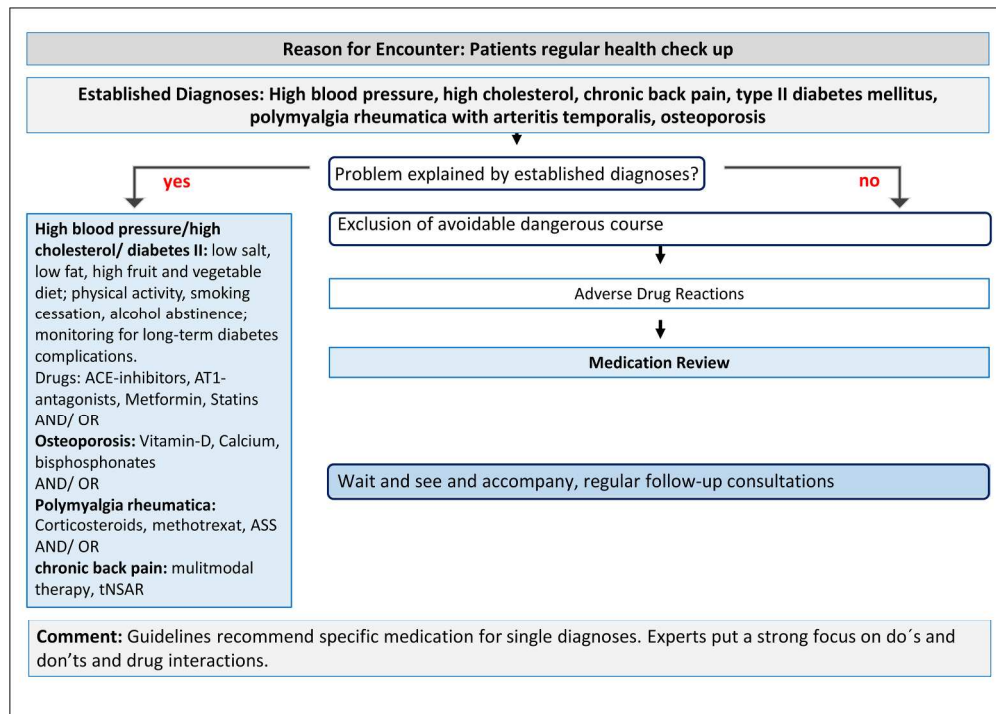 Reason for Encounter: Patients regular health check up
Established Diagnoses: High blood pressure, high cholesterol, chronic back pain, type II diabetes mellitus,
polymyalgia rheumatica with arteritis temporalis, osteoporosis
Problem explained by established diagnoses?
yes
no
High blood pressure/high
cholesterol/ diabetes II: low salt,
low fat, high fruit and vegetable
diet; physical activity, smoking
cessation, alcohol abstinence;
monitoring for long-term diabetes
complications.
Drugs: ACE-inhibitors, AT1-
antagonists, Metformin, Statins
AND/ OR
Osteoporosis: Vitamin-D, Calcium,
bisphosphonates
AND/ OR
Polymyalgia rheumatica:
Corticosteroids, methotrexat, ASS
AND/ OR
chronic back pain: mulitmodal
therapy, tNSAR
Exclusion of avoidable dangerous course
Adverse Drug Reactions
Medication Review
Wait and see and accompany, regular follow-up consultations
Comment: Guidelines recommend specific medication for single diagnoses. Experts put a strong focus on do´s and
don’ts and drug interactions.